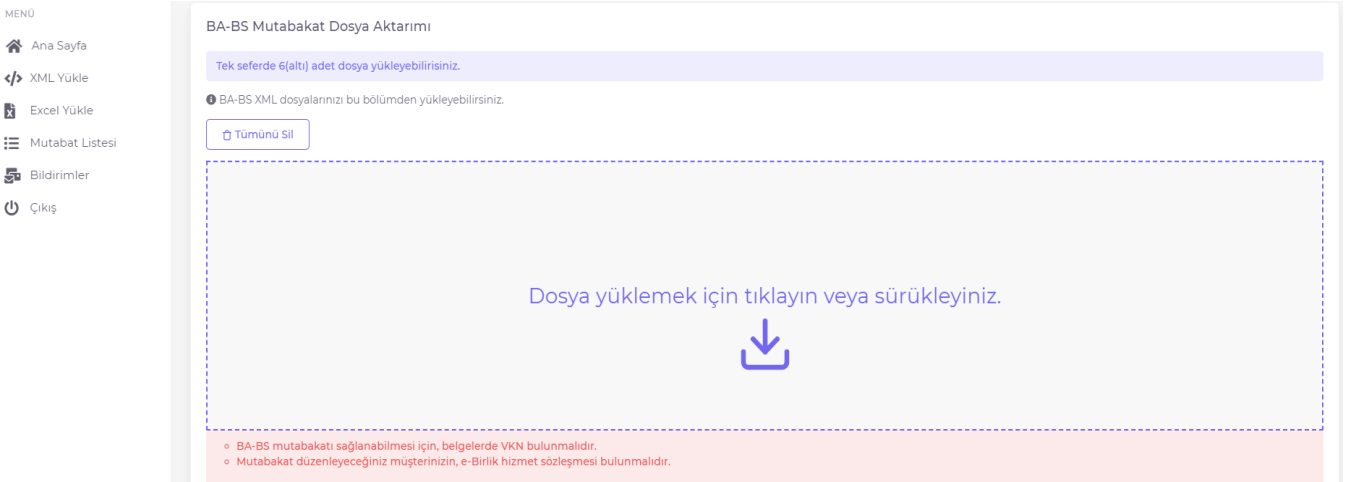 MENÜ
Ana Sayfa
XML Yükle
Excel Yükle
Mutabat Listesi
Bildirimler
Çıkış
BA-BS Mutabakat Dosya Aktarımı
Tek seferde 6(altı) adet dosya yükleyebilirisiniz.
BA-BS XML dosyalarınızı bu bölümden yükleyebilirsiniz.
Tümünü Sil
Dosya yüklemek için tıklayın veya sürükleyiniz.
BA-BS mutabakatı sağlanabilmesi için, belgelerde VKN bulunmalıdır.
Mutabakat düzenleyeceğiniz müşterinizin, e-Birlik hizmet sözleşmesi bulunmalıdır.